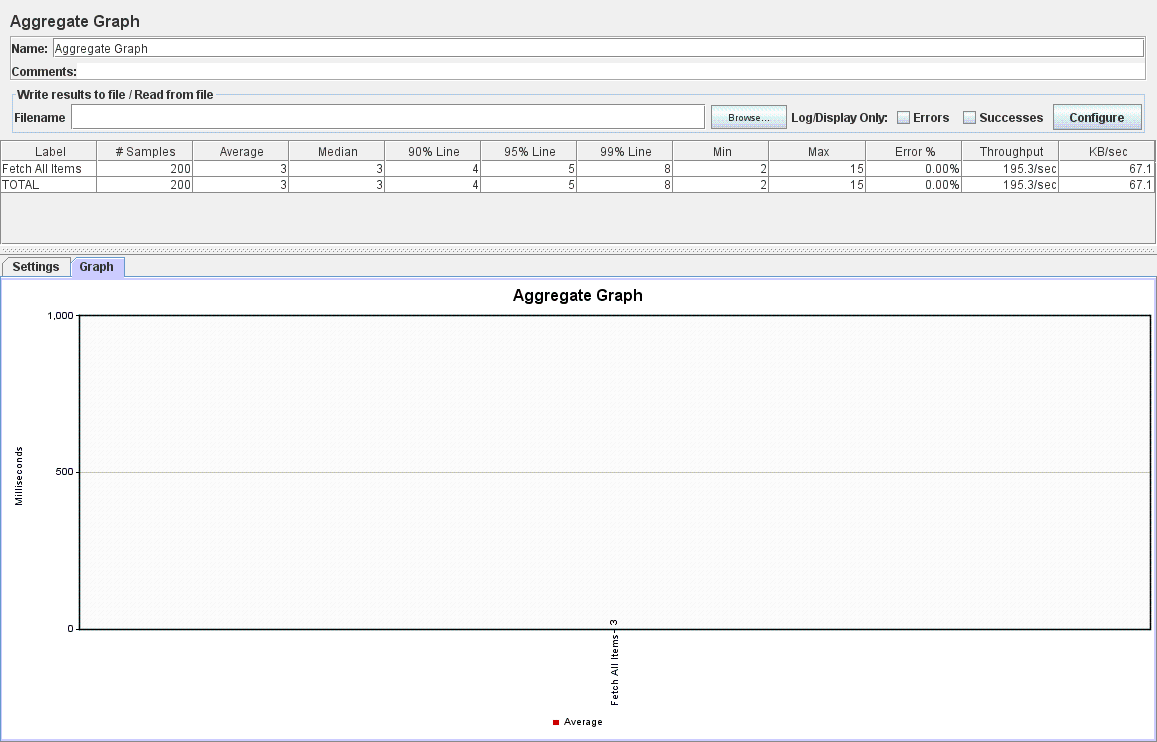 Aggregate Graph
Name: Aggregate Graph
Comments:
Write results to file / Read from file
Filename Browse... Log/Display Only: Errors Successes Configure
Label # Samples Average Median 90% Line 95% Line 99% Line Min Max Error % Throughput KB/sec
Fetch All Items 200 3 3 4 5 8 2 15 0.00% 195.3/sec 67.1
TOTAL 200 3 3 4 5 8 2 15 0.00% 195.3/sec 67.1
Settings Graph
Aggregate Graph
1,000
500
0
Milliseconds
3
Fetch All Items
Average